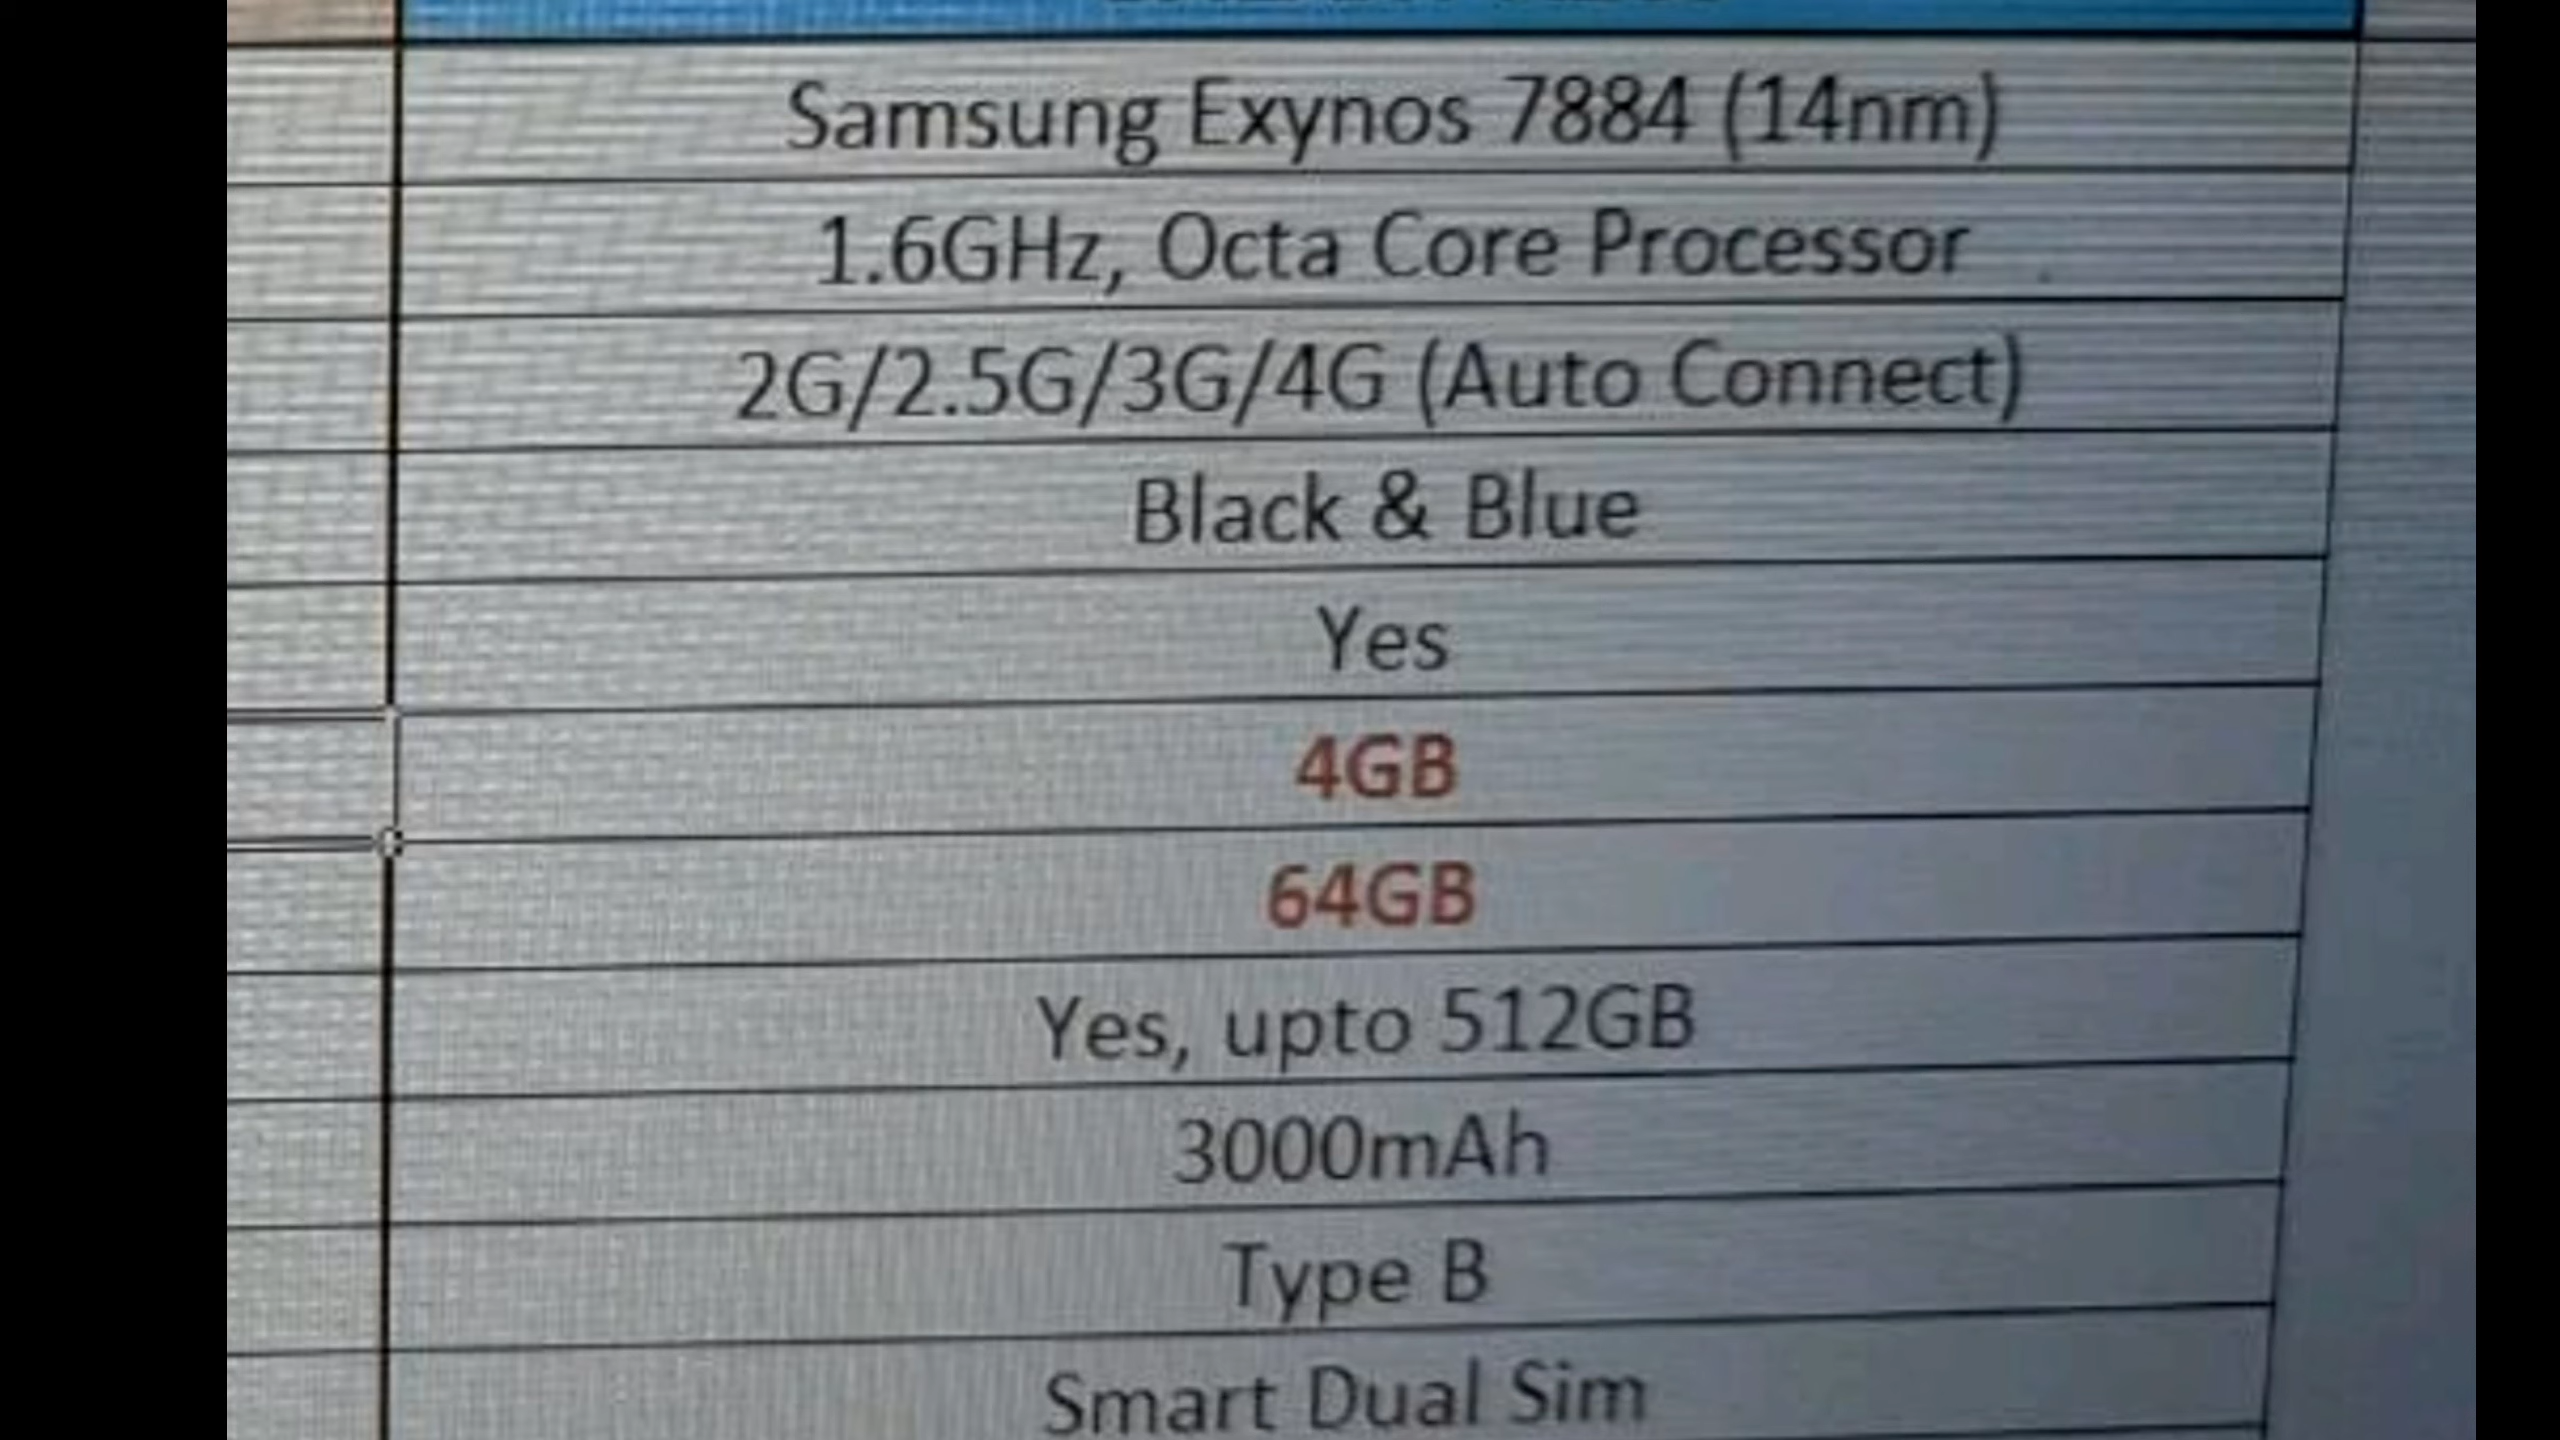 Samsung Exynos 7884 (14nm)
1.6GHz, Octa Core Processor
2G/2.5G/3G/4G (Auto Connect)
Black & Blue
Yes
4GB
64GB
Yes, upto 512GB
3000mAh
Type B
Smart Dual Sim